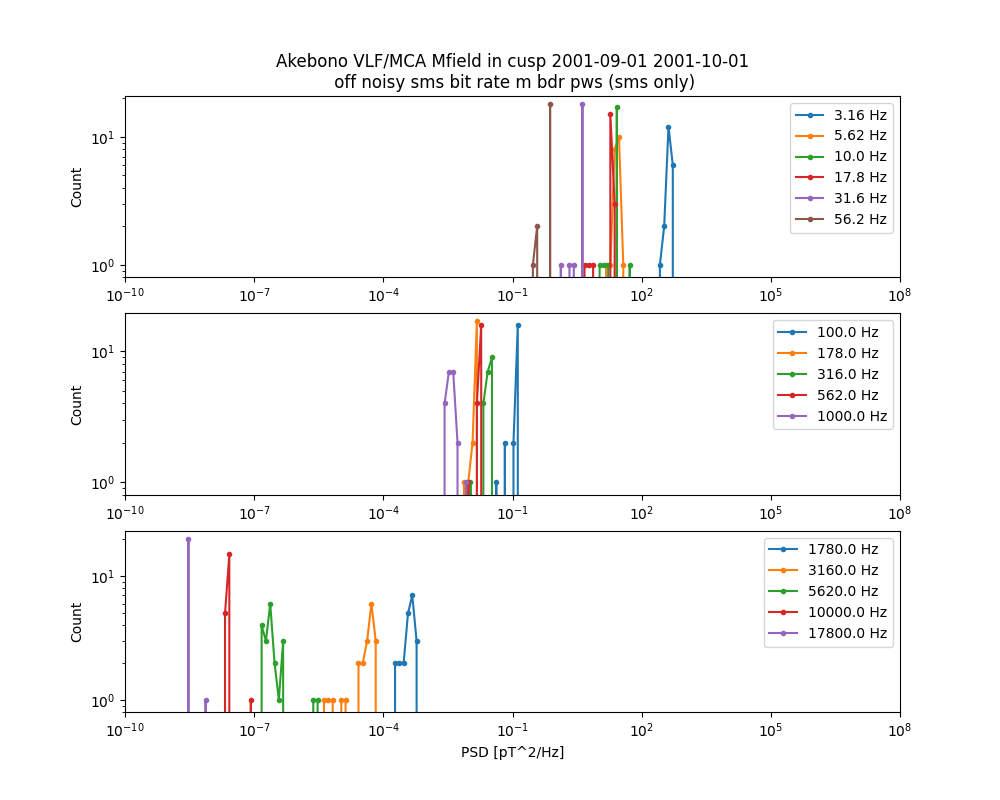 Akebono VLF/MCA Mfield in cusp 2001-09-01 2001-10-01
off noisy sms bit rate m bdr pws (sms only)
Count
10^1
10^0
3.16 Hz
5.62 Hz
10.0 Hz
17.8 Hz
31.6 Hz
56.2 Hz
10^-10 10^-7 10^-4 10^-1 10^2 10^5 10^8
Count
10^1
10^0
100.0 Hz
178.0 Hz
316.0 Hz
562.0 Hz
1000.0 Hz
10^-10 10^-7 10^-4 10^-1 10^2 10^5 10^8
Count
10^1
10^0
1780.0 Hz
3160.0 Hz
5620.0 Hz
10000.0 Hz
17800.0 Hz
10^-10 10^-7 10^-4 10^-1 10^2 10^5 10^8
PSD [pT^2/Hz]